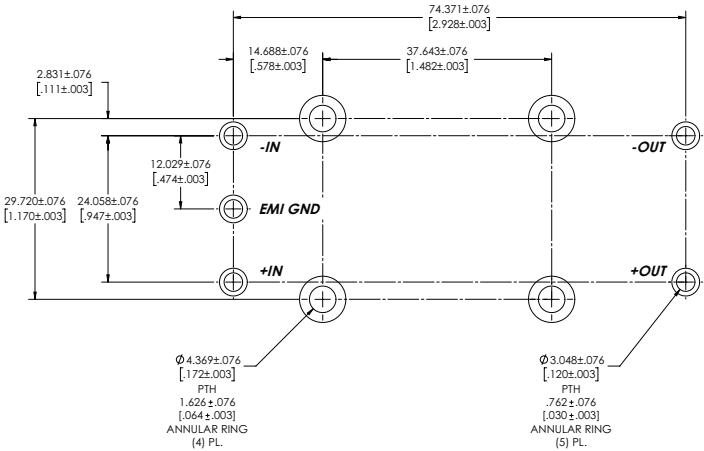 74.371±.076
[2.928±.003]
14.688±.076
[.578±.003]
37.643±.076
[1.482±.003]
2.831±.076
[.111±.003]
-IN
-OUT
12.029±.076
[.474±.003]
29.720±.076
[1.170±.003]
24.058±.076
[.947±.003]
EMI GND
+IN
+OUT
Ø4.369±.076
[.172±.003]
PTH
1.626±.076
[.064±.003]
ANNULAR RING
(4) PL.
Ø3.048±.076
[.120±.003]
PTH
.762±.076
[.030±.003]
ANNULAR RING
(5) PL.